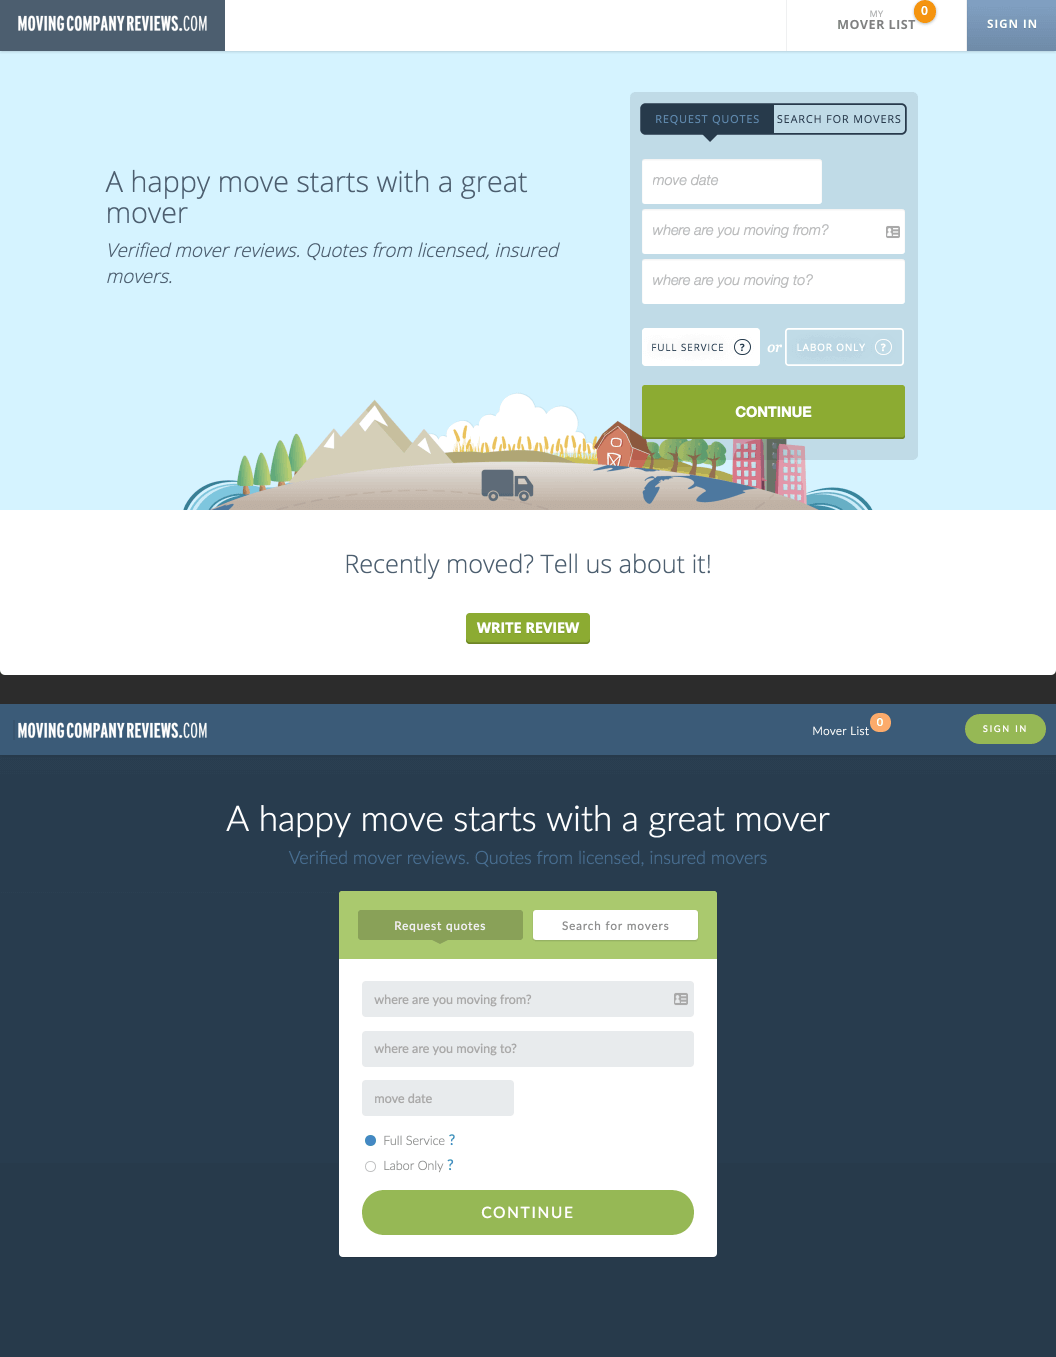 MOVINGCOMPANYREVIEWS.COM
MY
MOVER LIST
0
SIGN IN
A happy move starts with a great
mover
Verified mover reviews. Quotes from licensed, insured
movers.
REQUEST QUOTES
SEARCH FOR MOVERS
move date
where are you moving from?
where are you moving to?
FULL SERVICE ?
or
LABOR ONLY ?
CONTINUE
Recently moved? Tell us about it!
WRITE REVIEW
MOVINGCOMPANYREVIEWS.COM
Mover List
0
SIGN IN
A happy move starts with a great mover
Verified mover reviews. Quotes from licensed, insured movers
Request quotes
Search for movers
where are you moving from?
where are you moving to?
move date
Full Service ?
Labor Only ?
CONTINUE